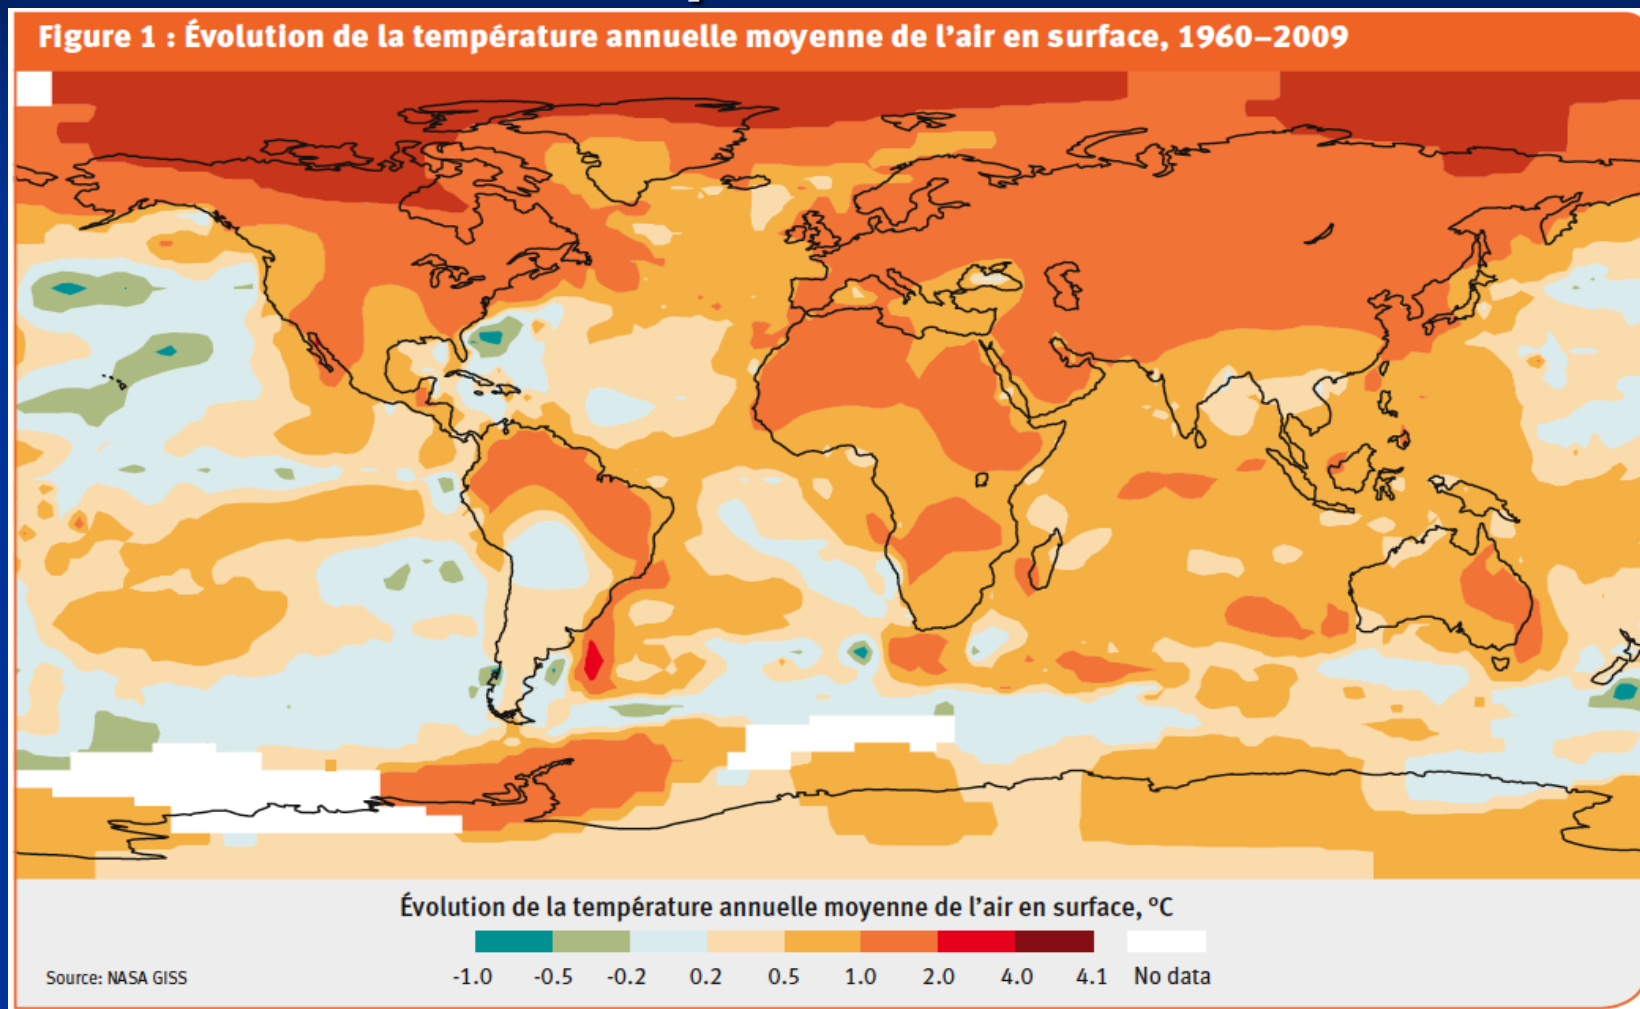 Figure 1 : Évolution de la température annuelle moyenne de l'air en surface, 1960–2009
Évolution de la température annuelle moyenne de l'air en surface, °C
-1.0 -0.5 -0.2 0.2 0.5 1.0 2.0 4.0 4.1 No data
Source: NASA GISS